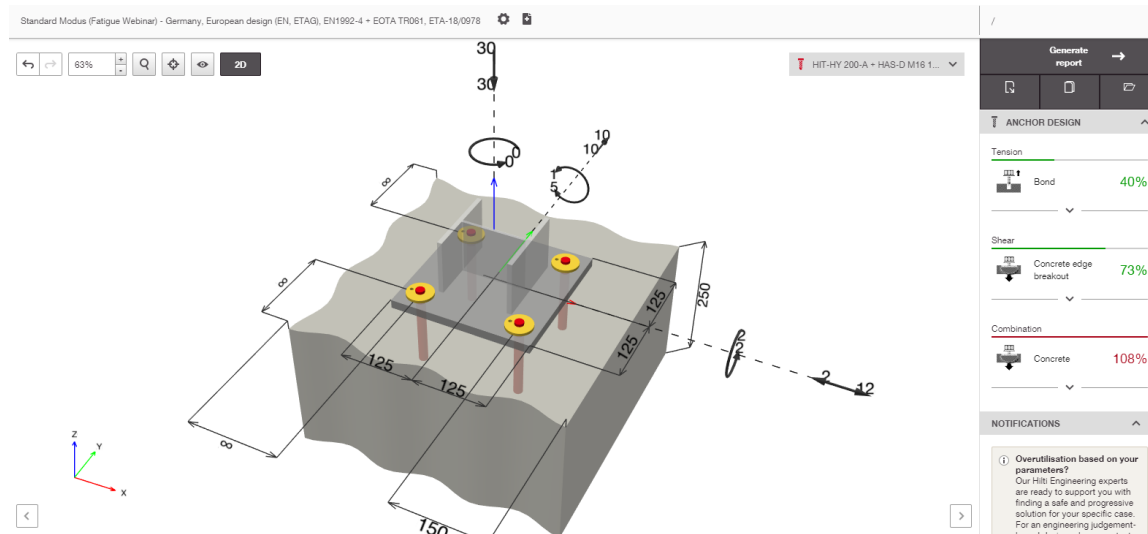 Standard Modus (Fatigue Webinar) - Germany, European design (EN, ETAG), EN1992-4 + EOTA TR061, ETA-18/0978
/
63%
+
-
2D
HIT-HY 200-A + HAS-D M16 1...
Generate
report
ANCHOR DESIGN
Tension
Bond
40%
Shear
Concrete edge
breakout
73%
Combination
Concrete
108%
NOTIFICATIONS
Overutilisation based on your
parameters?
Our Hilti Engineering experts
are ready to support you with
finding a safe and progressive
solution for your specific case.
For an engineering judgement-
30
30
0
0
10
10
1
5
∞
∞
∞
125
125
125
125
250
150
2
2
2
12
Z
Y
X